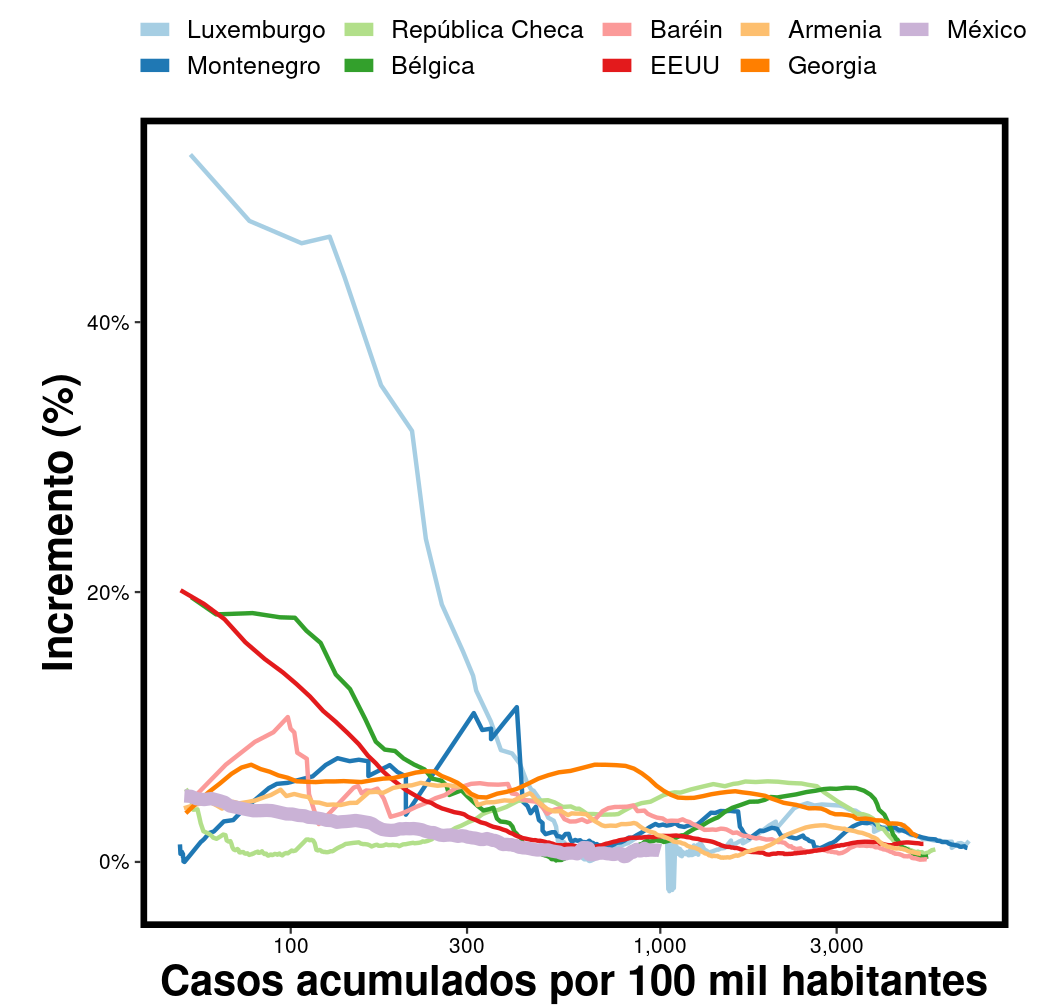 Luxemburgo República Checa Baréin Armenia México
Montenegro Bélgica EEUU Georgia
40%
20%
0%
Incremento (%)
100 300 1,000 3,000
Casos acumulados por 100 mil habitantes